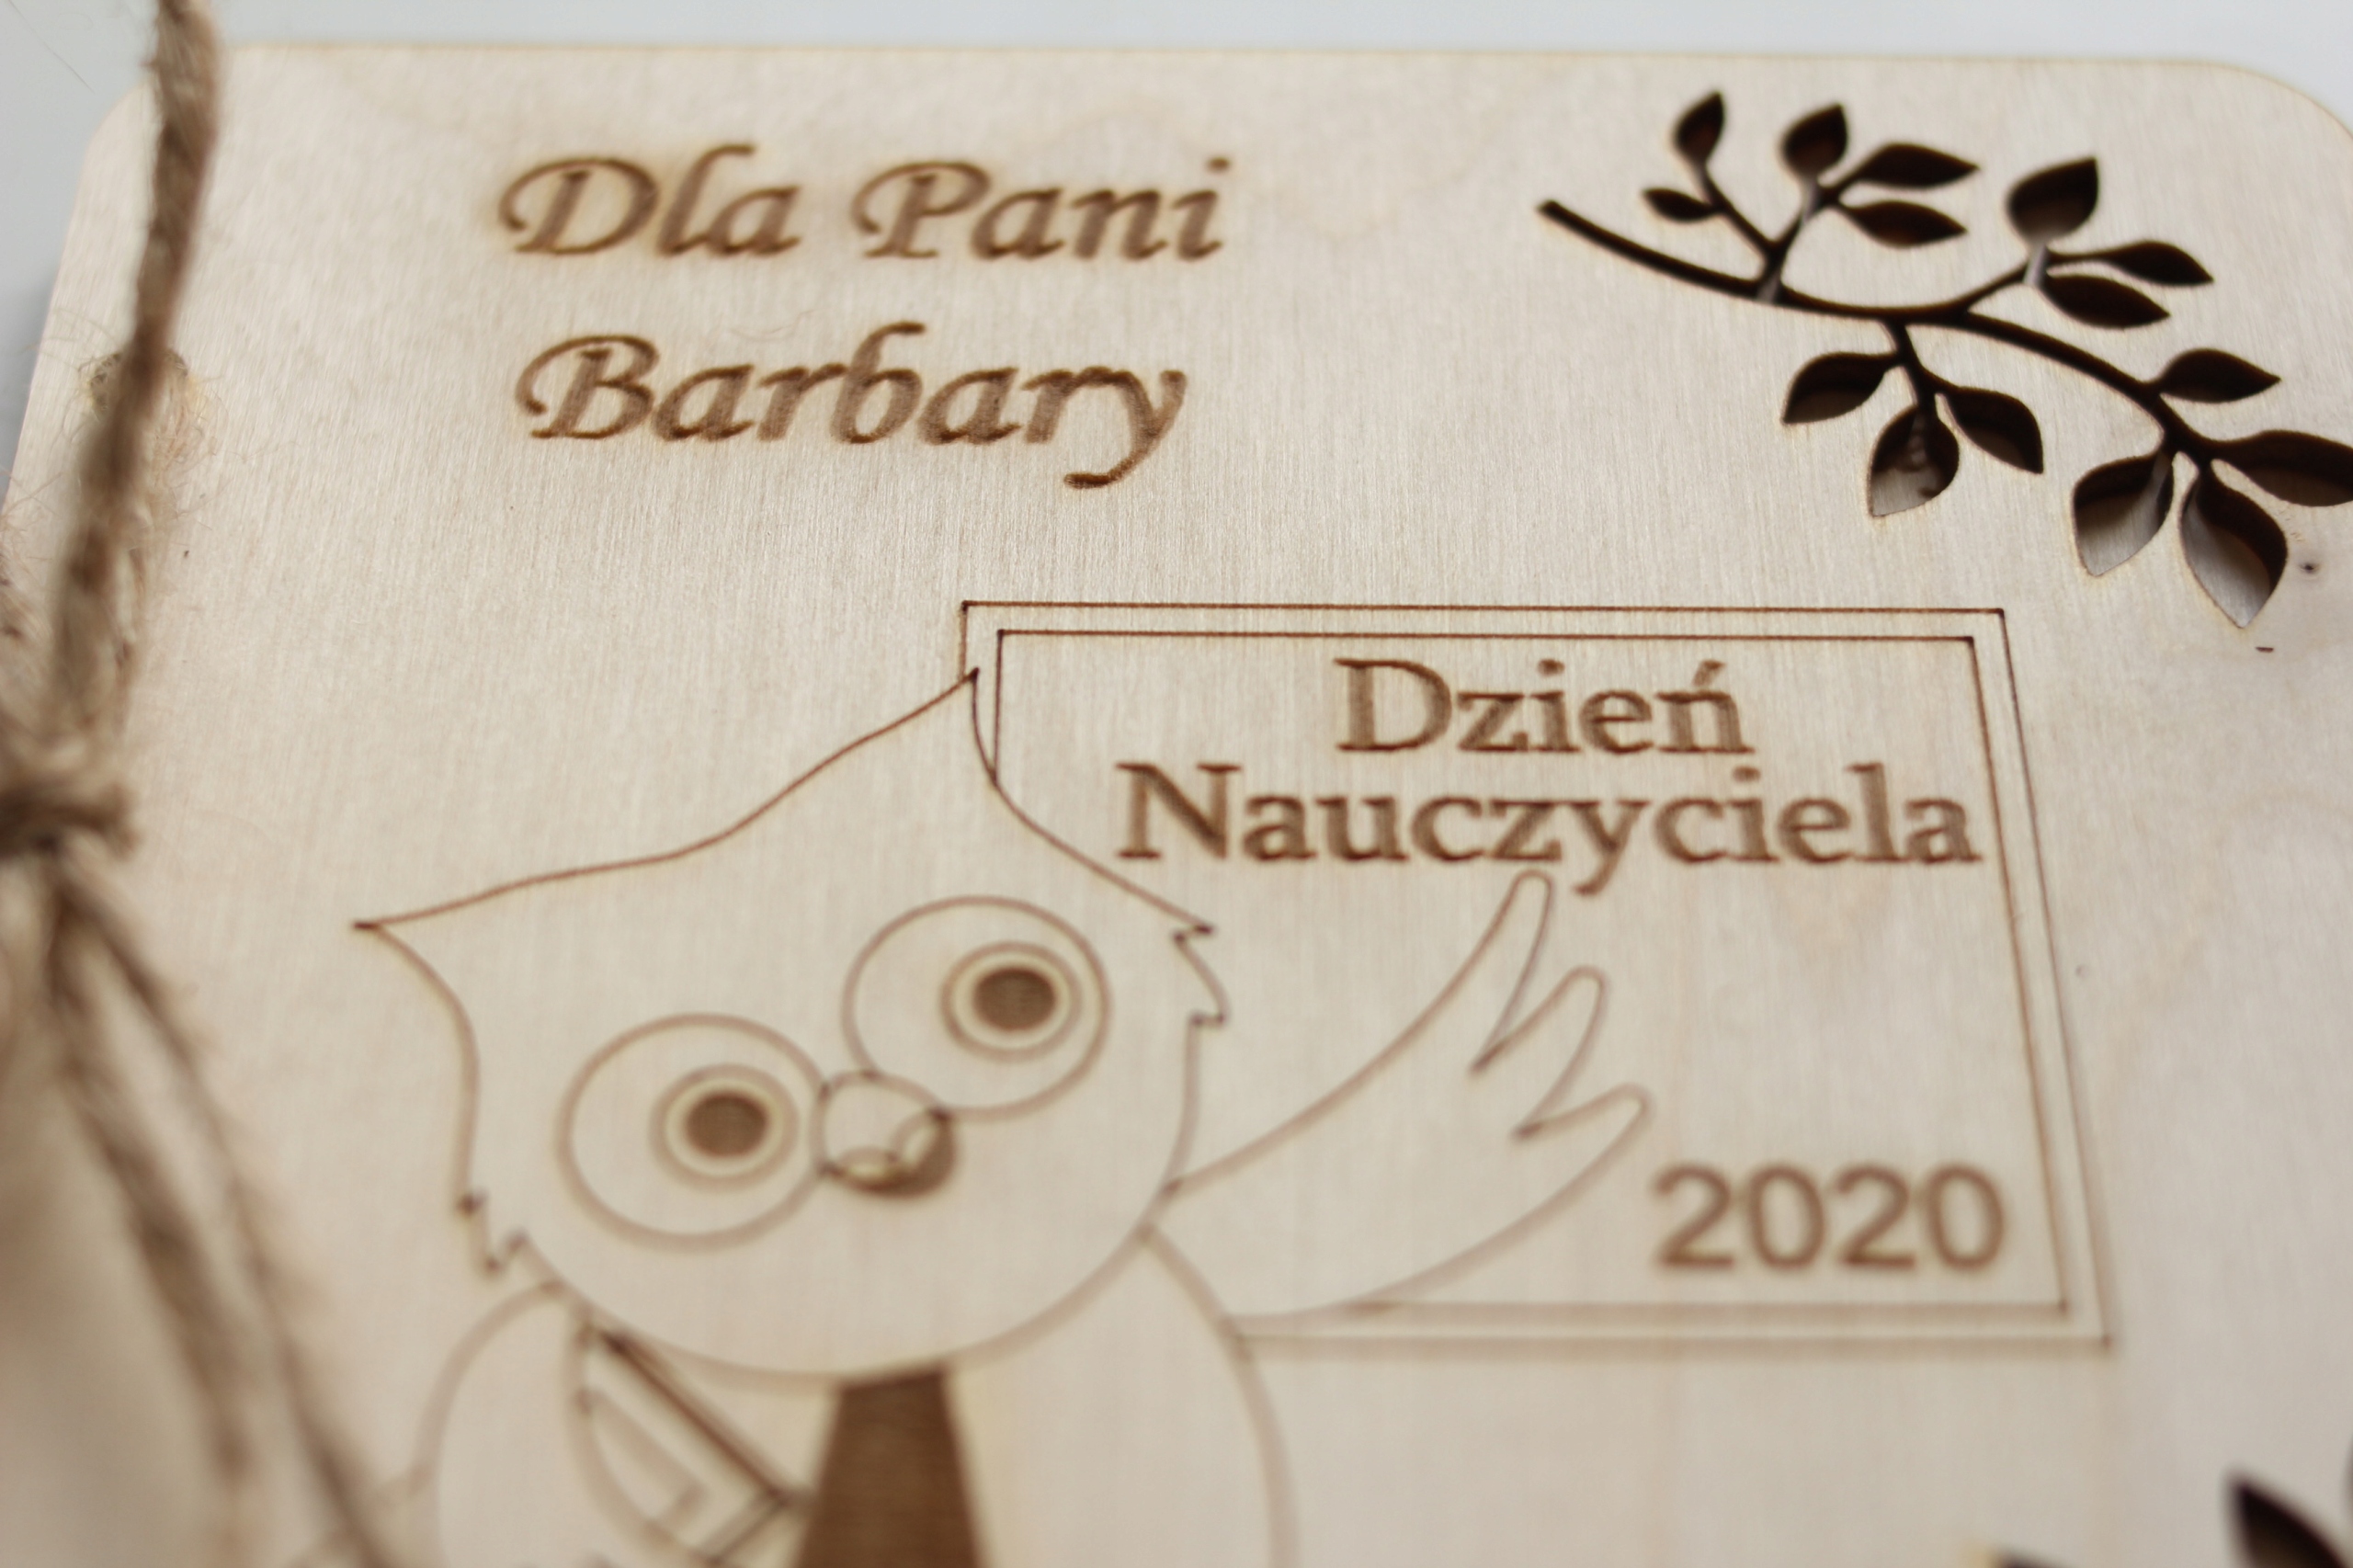 Dla Pani
Barbary
Dzień
Nauczyciela
2020